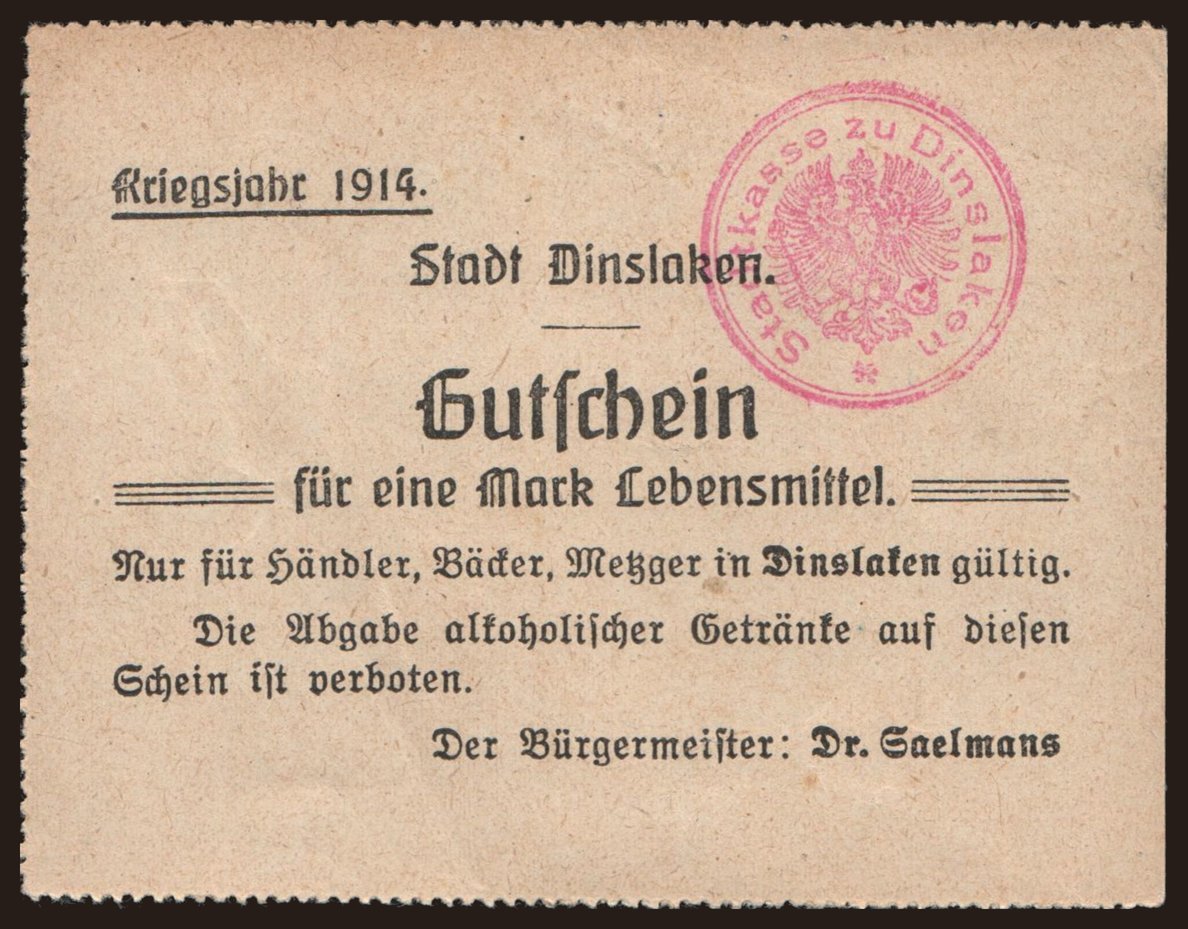 Kriegsjahr 1914.
Stadtkasse zu Dinslaken
Stadt Dinslaken.
Gutschein
für eine Mark Lebensmittel.
Nur für Händler, Bäcker, Metzger in Dinslaken gültig.
Die Abgabe alkoholischer Getränke auf diesen
Schein ist verboten.
Der Bürgermeister: Dr. Saelmans